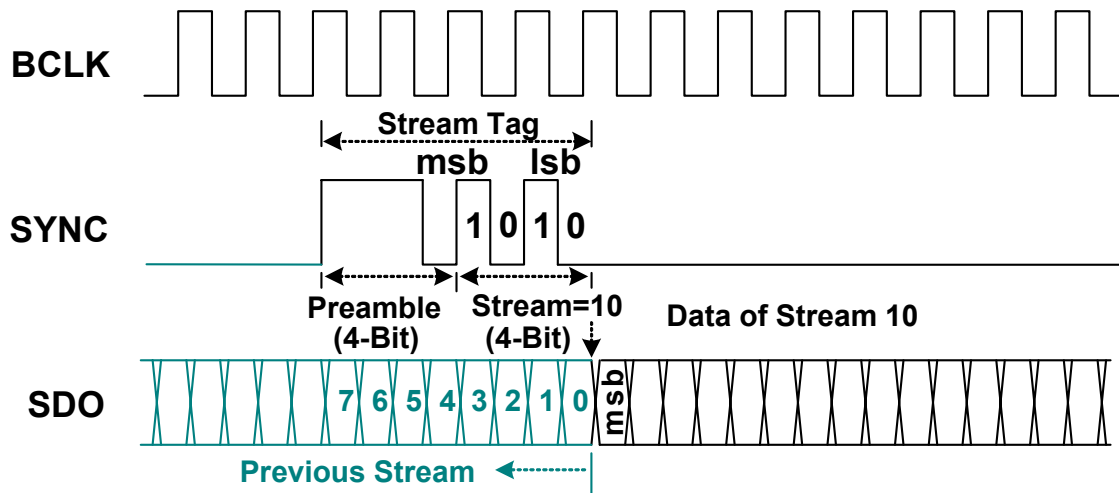 BCLK
Stream Tag
msb lsb
SYNC
1 0 1 0
Preamble
(4-Bit)
Stream=10
(4-Bit)
Data of Stream 10
SDO
7 6 5 4 3 2 1 0
msb
Previous Stream